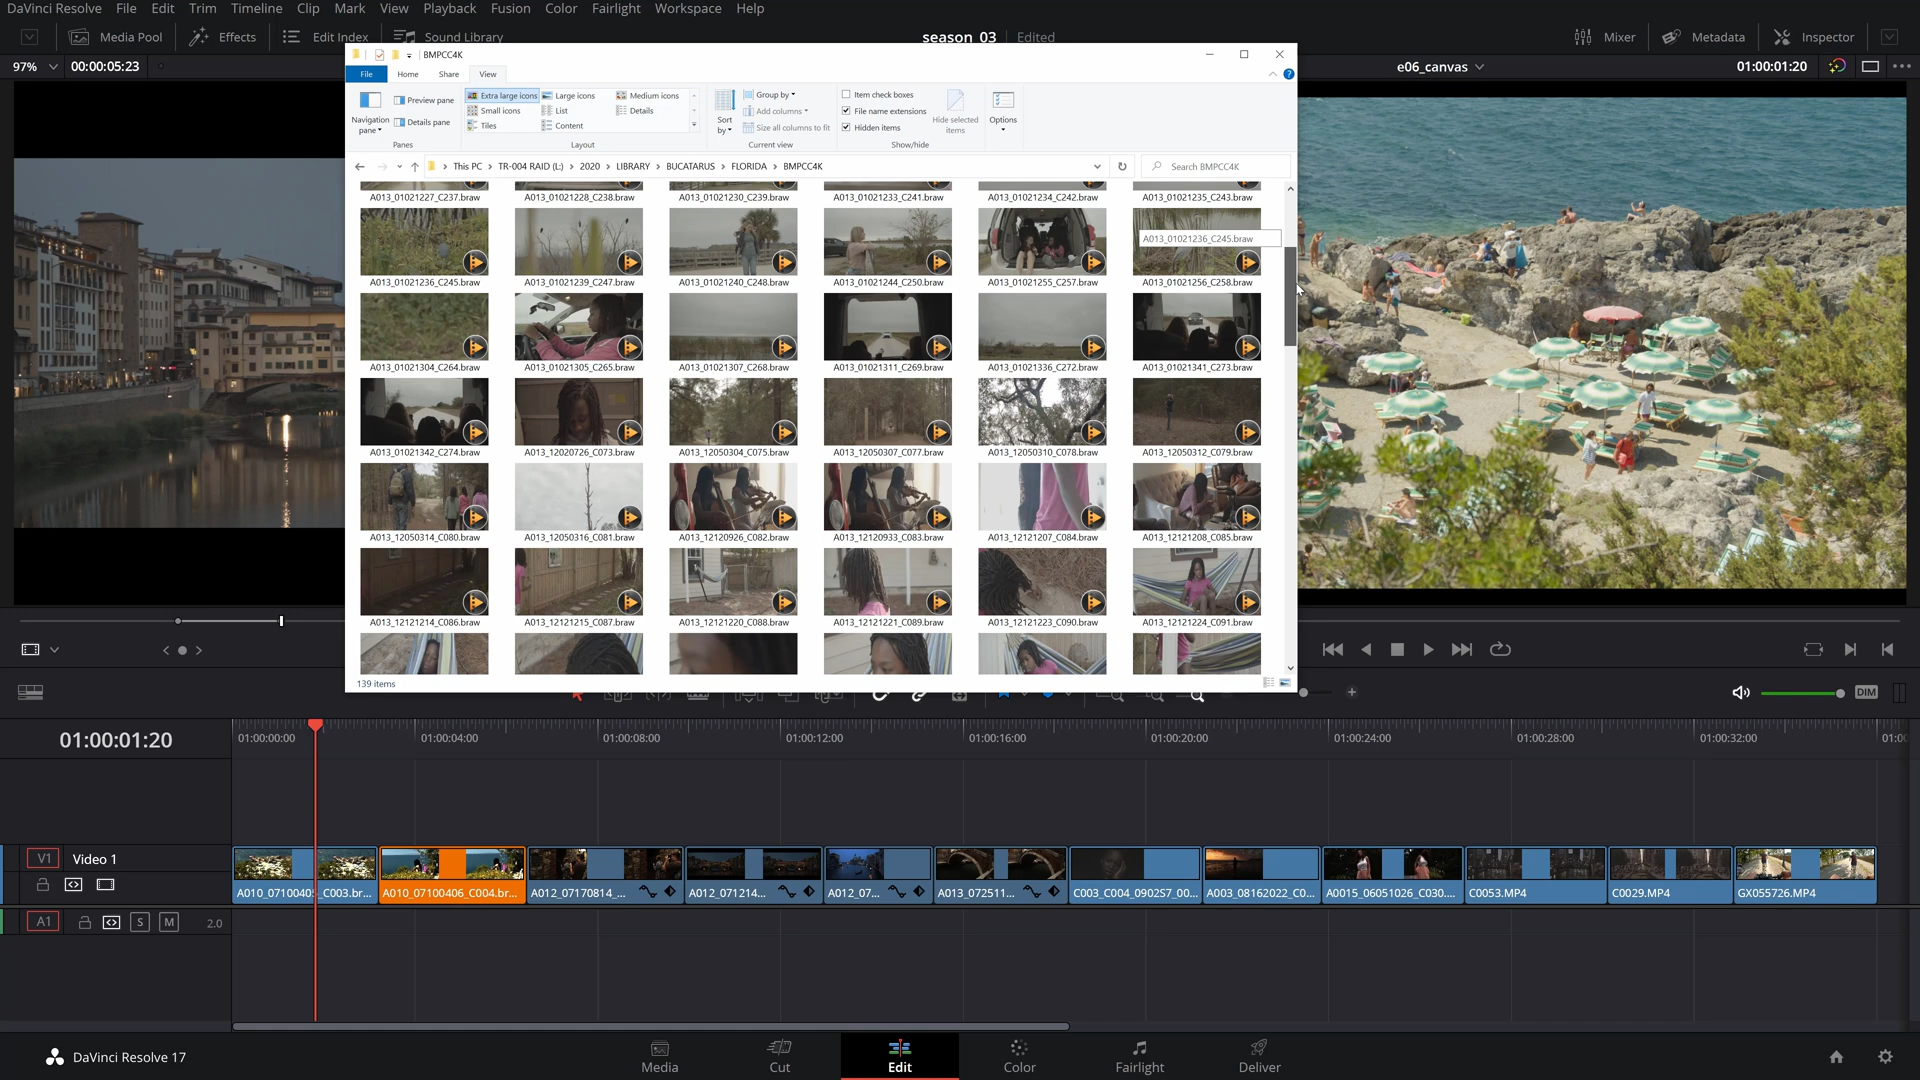 DaVinci Resolve File Edit Trim Timeline Clip Mark View Playback Fusion Color Fairlight Workspace Help
Media Pool Effects Edit Index Sound Library season_03 Edited Mixer Metadata Inspector
97% 00:00:05:23 e06_canvas 01:00:01:20
BMPCC4K
File Home Share View
Navigation pane
Preview pane
Details pane
Panes
Extra large icons Large icons Medium icons
Small icons List Details
Tiles Content
Layout
Sort by
Group by
Add columns
Size all columns to fit
Current view
Item check boxes
File name extensions
Hidden items
Hide selected items
Show/hide
Options
This PC TR-004 RAID (L:) 2020 LIBRARY BUCATARUS FLORIDA BMPCC4K
Search BMPCC4K
A013_01021227_C237.braw A013_01021228_C238.braw A013_01021230_C239.braw A013_01021233_C241.braw A013_01021234_C242.braw A013_01021235_C243.braw
A013_01021236_C245.braw
A013_01021236_C245.braw A013_01021239_C247.braw A013_01021240_C248.braw A013_01021244_C250.braw A013_01021255_C257.braw A013_01021256_C258.braw
A013_01021304_C264.braw A013_01021305_C265.braw A013_01021307_C268.braw A013_01021311_C269.braw A013_01021336_C272.braw A013_01021341_C273.braw
A013_01021342_C274.braw A013_12020726_C073.braw A013_12050304_C075.braw A013_12050307_C077.braw A013_12050310_C078.braw A013_12050312_C079.braw
A013_12050314_C080.braw A013_12050316_C081.braw A013_12120926_C082.braw A013_12120933_C083.braw A013_12121207_C084.braw A013_12121208_C085.braw
A013_12121214_C086.braw A013_12121215_C087.braw A013_12121220_C088.braw A013_12121221_C089.braw A013_12121223_C090.braw A013_12121224_C091.braw
139 items
DIM
01:00:01:20
01:00:00:00 01:00:04:00 01:00:08:00 01:00:12:00 01:00:16:00 01:00:20:00 01:00:24:00 01:00:28:00 01:00:32:00 01:00
V1 Video 1
A010_0710040 _C003.br... A010_07100406_C004.br... A012_07170814_... A012_071214... A012_07... A013_072511... C003_C004_0902S7_00... A003_08162022_C0... A0015_06051026_C030.... C0053.MP4 C0029.MP4 GX055726.MP4
A1 S M 2.0
DaVinci Resolve 17
Media Cut Edit Color Fairlight Deliver